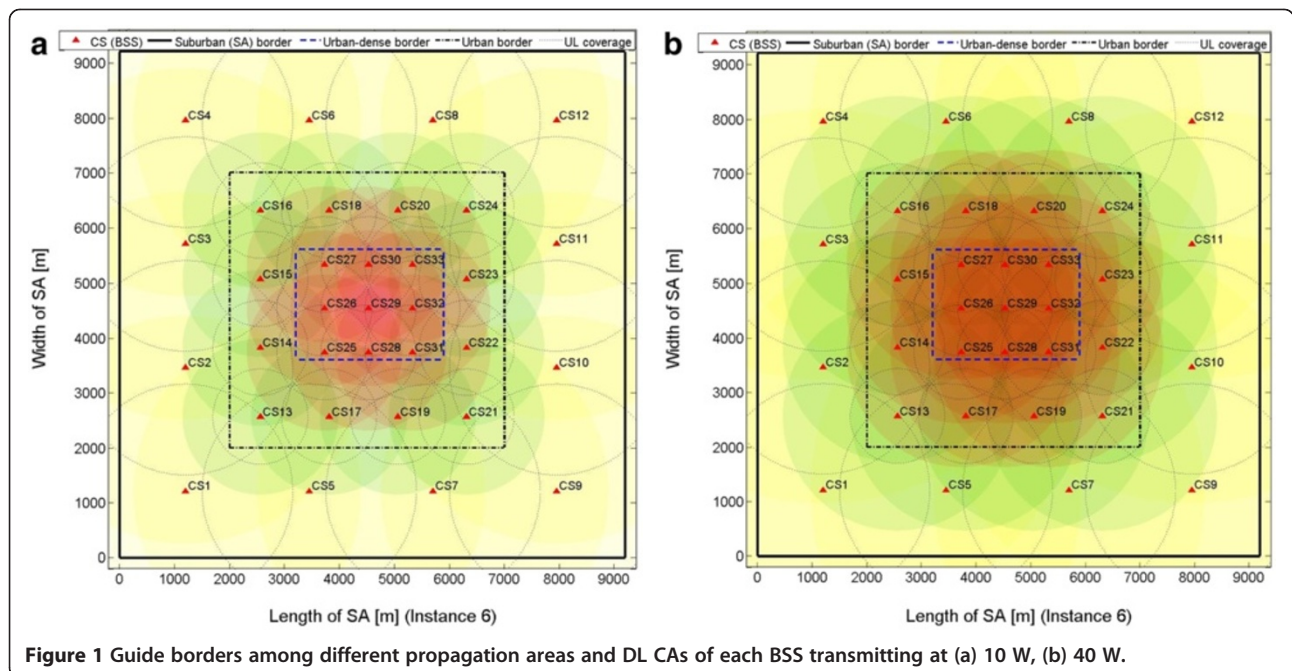 a
CS (BSS) Suburban (SA) border Urban-dense border Urban border UL coverage
9000
8000
7000
6000
5000
4000
3000
2000
1000
0
Width of SA [m]
CS4 CS6 CS8 CS12
CS16 CS18 CS20 CS24
CS3 CS11
CS27 CS30 CS33
CS15 CS23
CS26 CS29 CS32
CS14 CS25 CS28 CS31 CS22
CS2 CS10
CS13 CS17 CS19 CS21
CS1 CS5 CS7 CS9
0 1000 2000 3000 4000 5000 6000 7000 8000 9000
Length of SA [m] (Instance 6)
b
CS (BSS) Suburban (SA) border Urban-dense border Urban border UL coverage
9000
8000
7000
6000
5000
4000
3000
2000
1000
0
Width of SA [m]
CS4 CS6 CS8 CS12
CS16 CS18 CS20 CS24
CS3 CS11
CS27 CS30 CS33
CS15 CS23
CS26 CS29 CS32
CS14 CS25 CS28 CS31 CS22
CS2 CS10
CS13 CS17 CS19 CS21
CS1 CS5 CS7 CS9
0 1000 2000 3000 4000 5000 6000 7000 8000 9000
Length of SA [m] (Instance 6)
Figure 1 Guide borders among different propagation areas and DL CAs of each BSS transmitting at (a) 10 W, (b) 40 W.